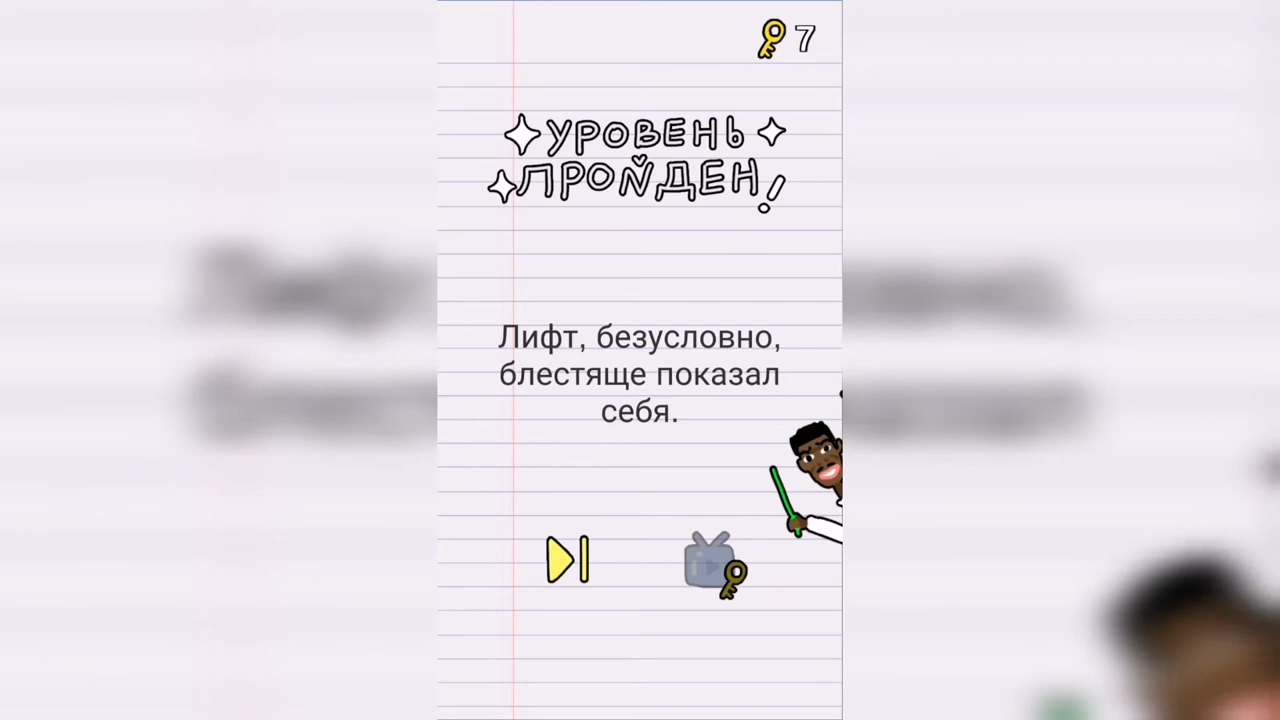 7
УРОВЕНЬ
ПРОЙДЕН!
Лифт, безусловно,
блестяще показал
себя.